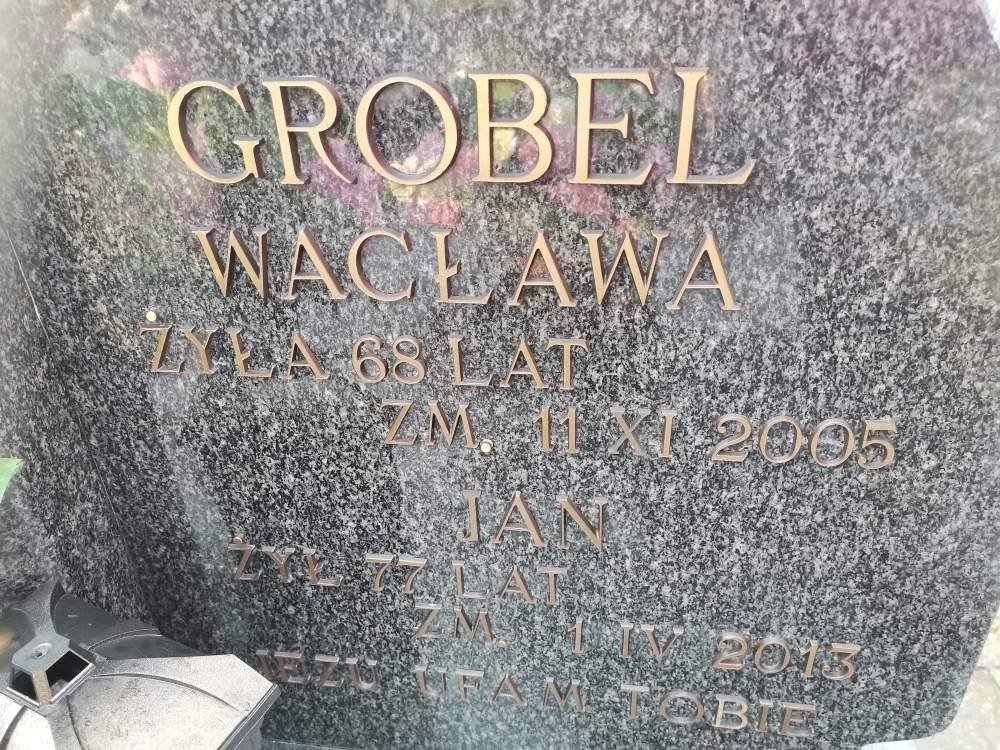 GROBEL
WACŁAWA
ŻYŁA 68 LAT
ZM. 11 XI 2005
JAN
ŻYŁ 77 LAT
ZM. 1 IV 2013
JEZU UFAM TOBIE